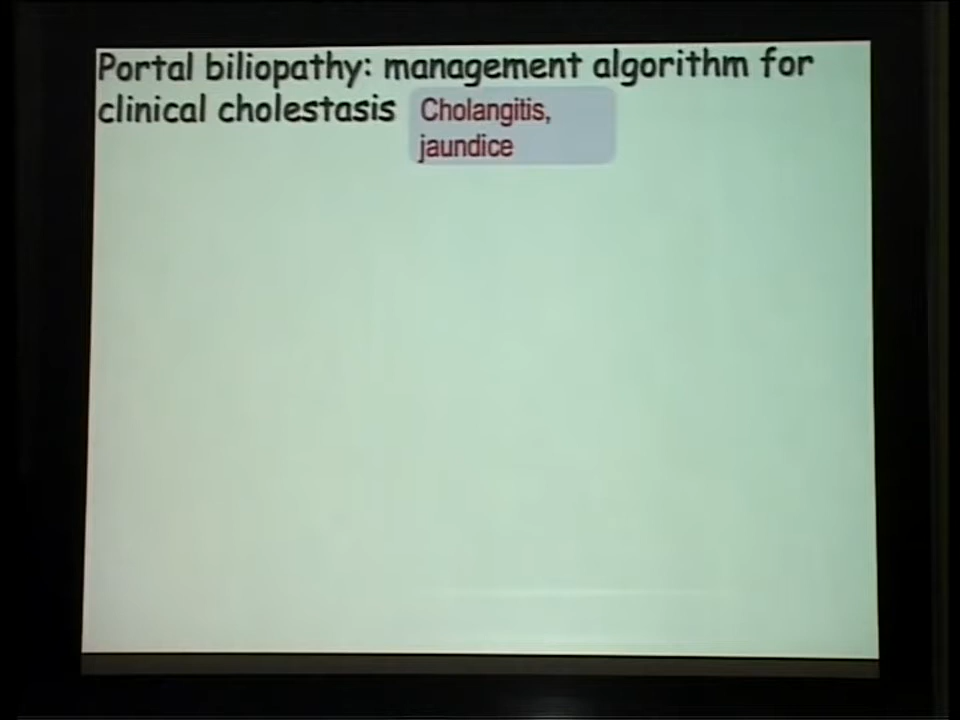 Portal biliopathy: management algorithm for
clinical cholestasis
Cholangitis,
jaundice